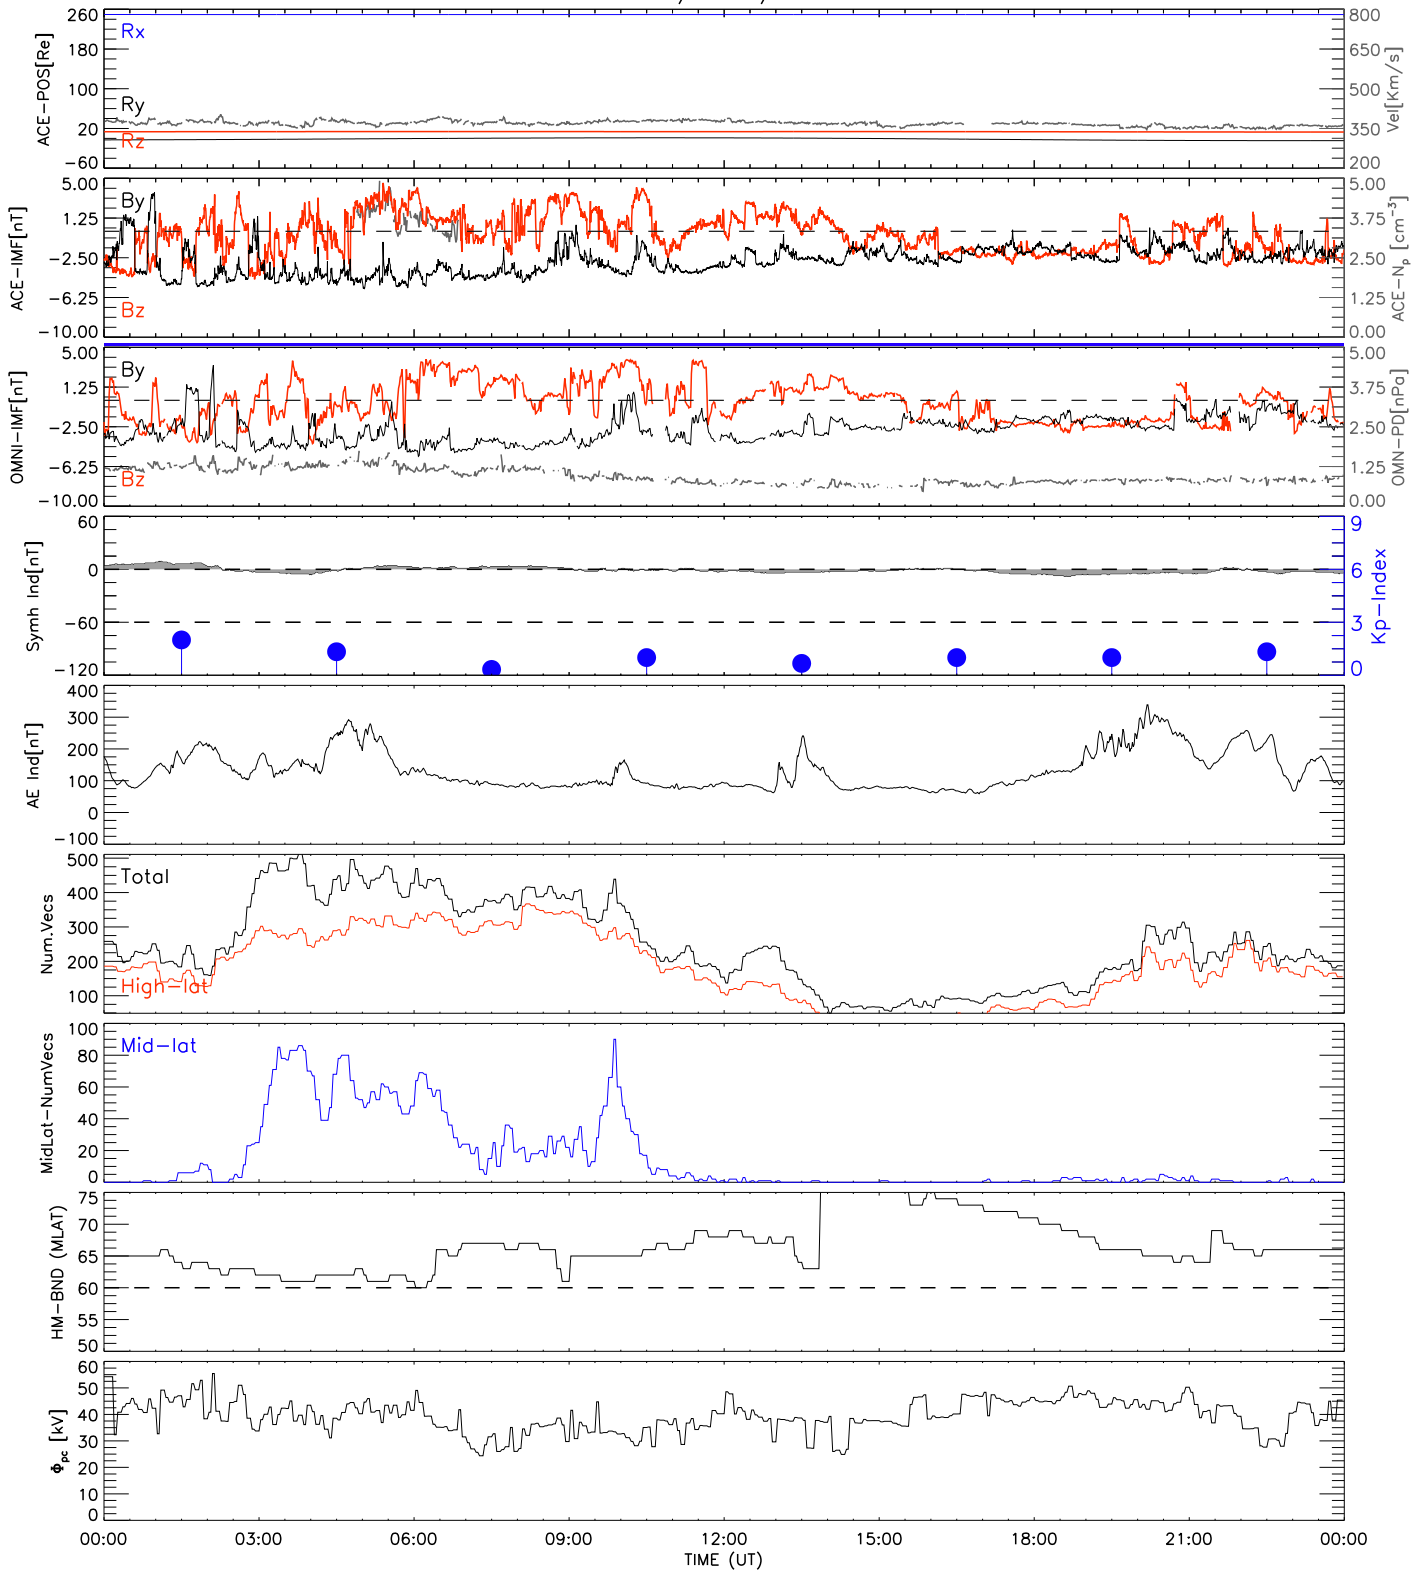 260
180
100
20
−60
ACE−POS[Re]
Rx
Ry
Rz
800
650
500
350
200
Vel[Km/s]
5.00
1.25
−2.50
−6.25
−10.00
ACE−IMF[nT]
By
Bz
5.00
3.75
2.50
1.25
0.00
ACE−Np [cm⁻³]
5.00
1.25
−2.50
−6.25
−10.00
OMNI−IMF[nT]
By
Bz
5.00
3.75
2.50
1.25
0.00
OMN−PD[nPa]
60
0
−60
−120
Symh Ind[nT]
9
6
3
0
Kp−Index
400
300
200
100
0
−100
AE Ind[nT]
500
400
300
200
100
Num.Vecs
Total
High−lat
100
80
60
40
20
0
MidLat−NumVecs
Mid−lat
75
70
65
60
55
50
HM−BND (MLAT)
60
50
40
30
20
10
0
Φpc [kV]
00:00 03:00 06:00 09:00 12:00 15:00 18:00 21:00 00:00
TIME (UT)